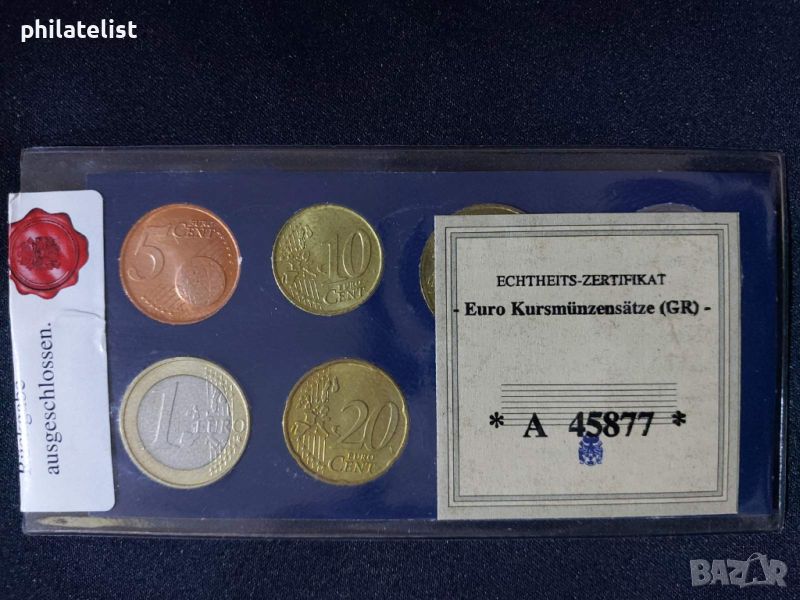 philatelist
ausgeschlossen.
5 EURO
CENT
10
EURO
CENT
ECHTHEITS-ZERTIFIKAT
- Euro Kursmünzensätze (GR) -
* A 45877 *
1 EURO
20
EURO
CENT
BAZAR